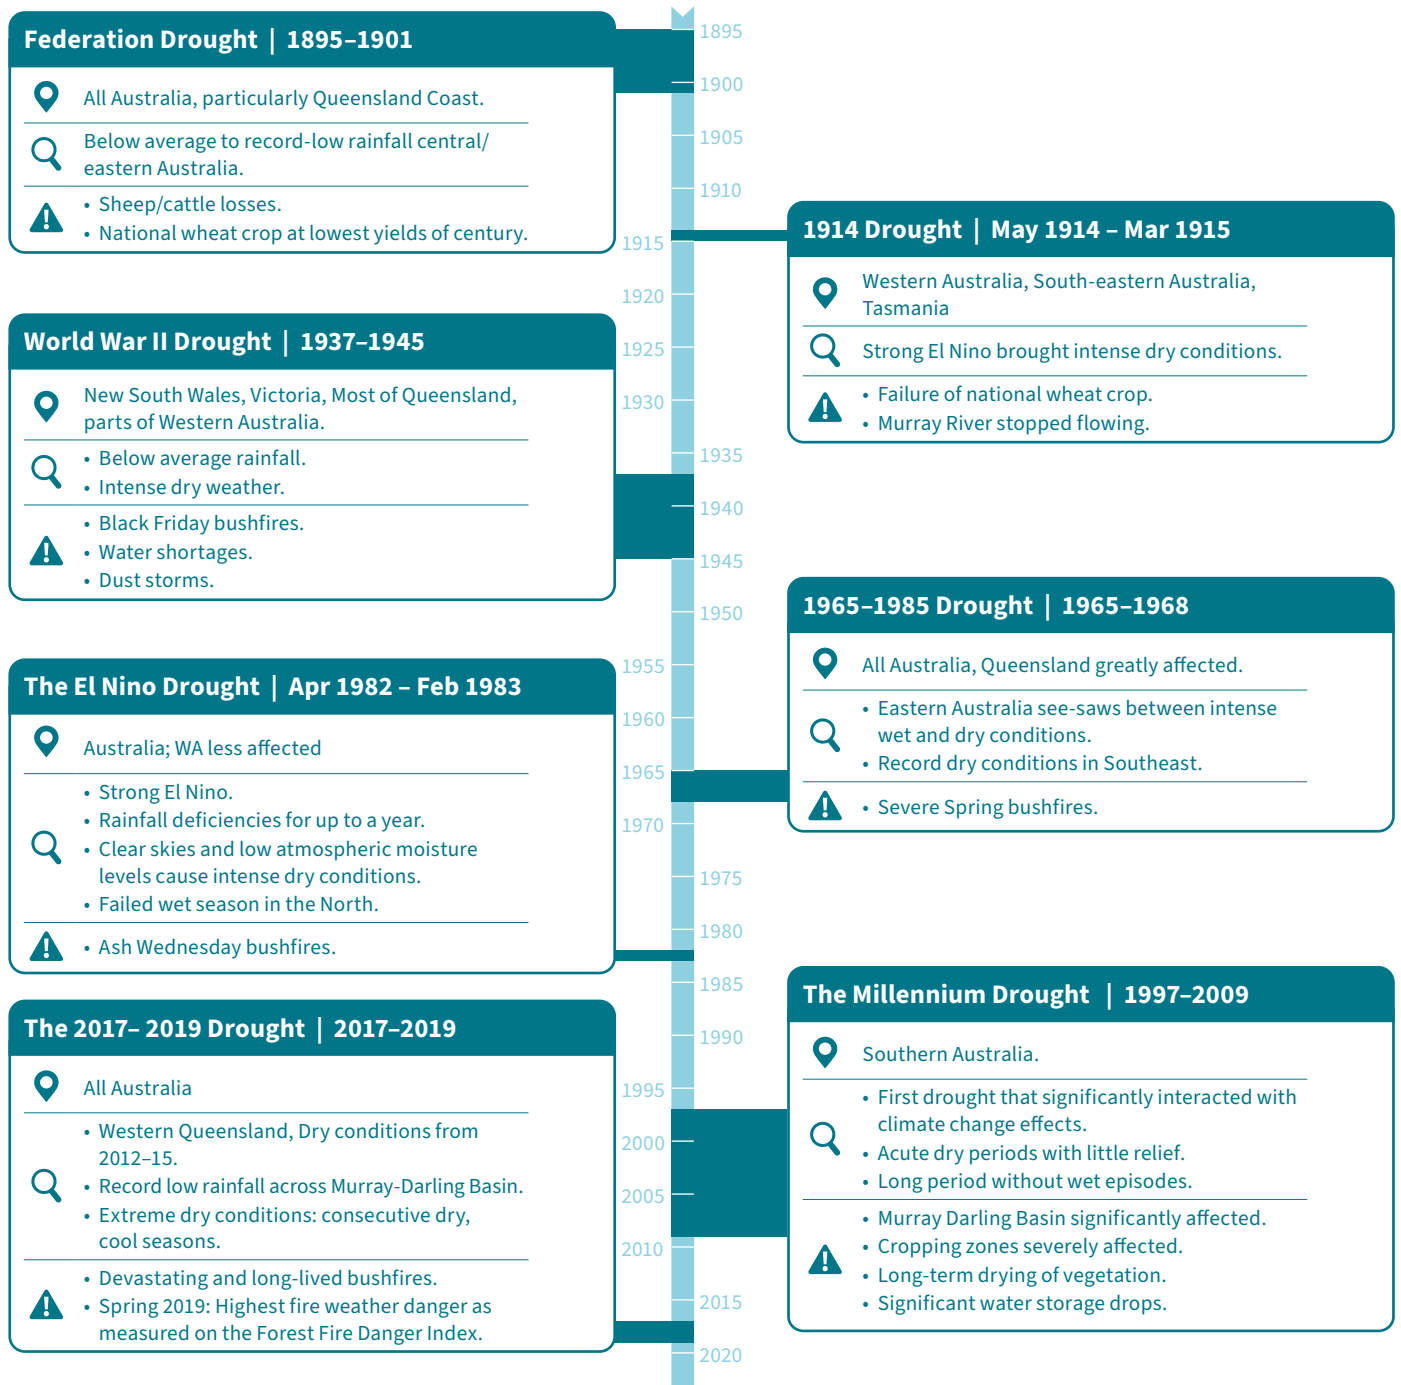 Federation Drought | 1895–1901
All Australia, particularly Queensland Coast.
Below average to record-low rainfall central/
eastern Australia.
• Sheep/cattle losses.
• National wheat crop at lowest yields of century.
1914 Drought | May 1914 – Mar 1915
Western Australia, South-eastern Australia,
Tasmania
Strong El Nino brought intense dry conditions.
• Failure of national wheat crop.
• Murray River stopped flowing.
World War II Drought | 1937–1945
New South Wales, Victoria, Most of Queensland,
parts of Western Australia.
• Below average rainfall.
• Intense dry weather.
• Black Friday bushfires.
• Water shortages.
• Dust storms.
1965–1985 Drought | 1965–1968
All Australia, Queensland greatly affected.
• Eastern Australia see-saws between intense
wet and dry conditions.
• Record dry conditions in Southeast.
• Severe Spring bushfires.
The El Nino Drought | Apr 1982 – Feb 1983
Australia; WA less affected
• Strong El Nino.
• Rainfall deficiencies for up to a year.
• Clear skies and low atmospheric moisture
levels cause intense dry conditions.
• Failed wet season in the North.
• Ash Wednesday bushfires.
The Millennium Drought | 1997–2009
Southern Australia.
• First drought that significantly interacted with
climate change effects.
• Acute dry periods with little relief.
• Long period without wet episodes.
• Murray Darling Basin significantly affected.
• Cropping zones severely affected.
• Long-term drying of vegetation.
• Significant water storage drops.
The 2017– 2019 Drought | 2017–2019
All Australia
• Western Queensland, Dry conditions from
2012–15.
• Record low rainfall across Murray-Darling Basin.
• Extreme dry conditions: consecutive dry,
cool seasons.
• Devastating and long-lived bushfires.
• Spring 2019: Highest fire weather danger as
measured on the Forest Fire Danger Index.
1895
1900
1905
1910
1915
1920
1925
1930
1935
1940
1945
1950
1955
1960
1965
1970
1975
1980
1985
1990
1995
2000
2005
2010
2015
2020